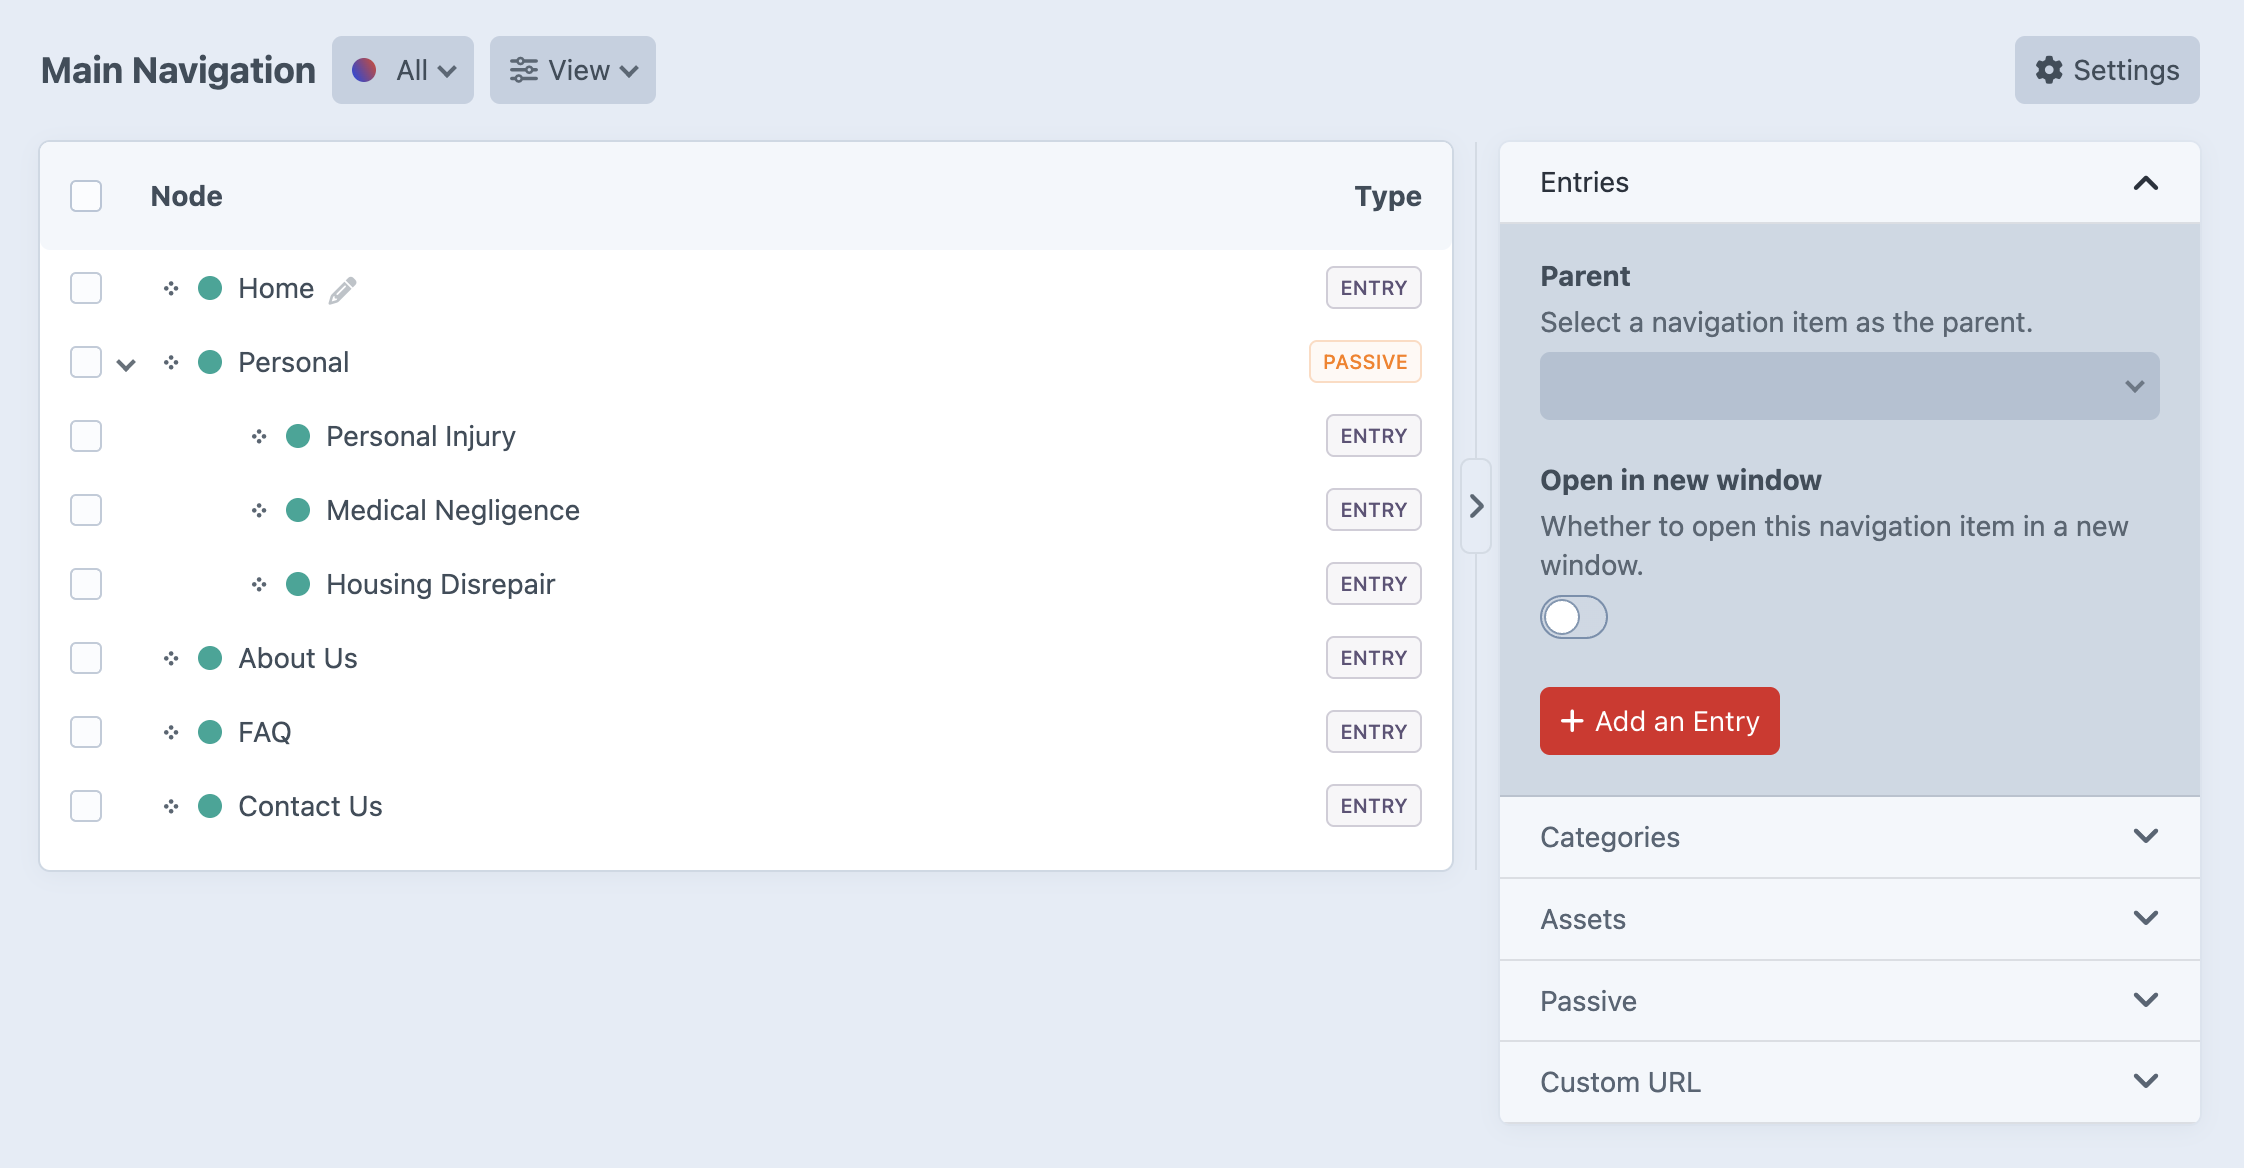 Main Navigation
All
View
Settings
Node
Type
Home
ENTRY
Personal
PASSIVE
Personal Injury
ENTRY
Medical Negligence
ENTRY
Housing Disrepair
ENTRY
About Us
ENTRY
FAQ
ENTRY
Contact Us
ENTRY
Entries
Parent
Select a navigation item as the parent.
Open in new window
Whether to open this navigation item in a new
window.
Add an Entry
Categories
Assets
Passive
Custom URL